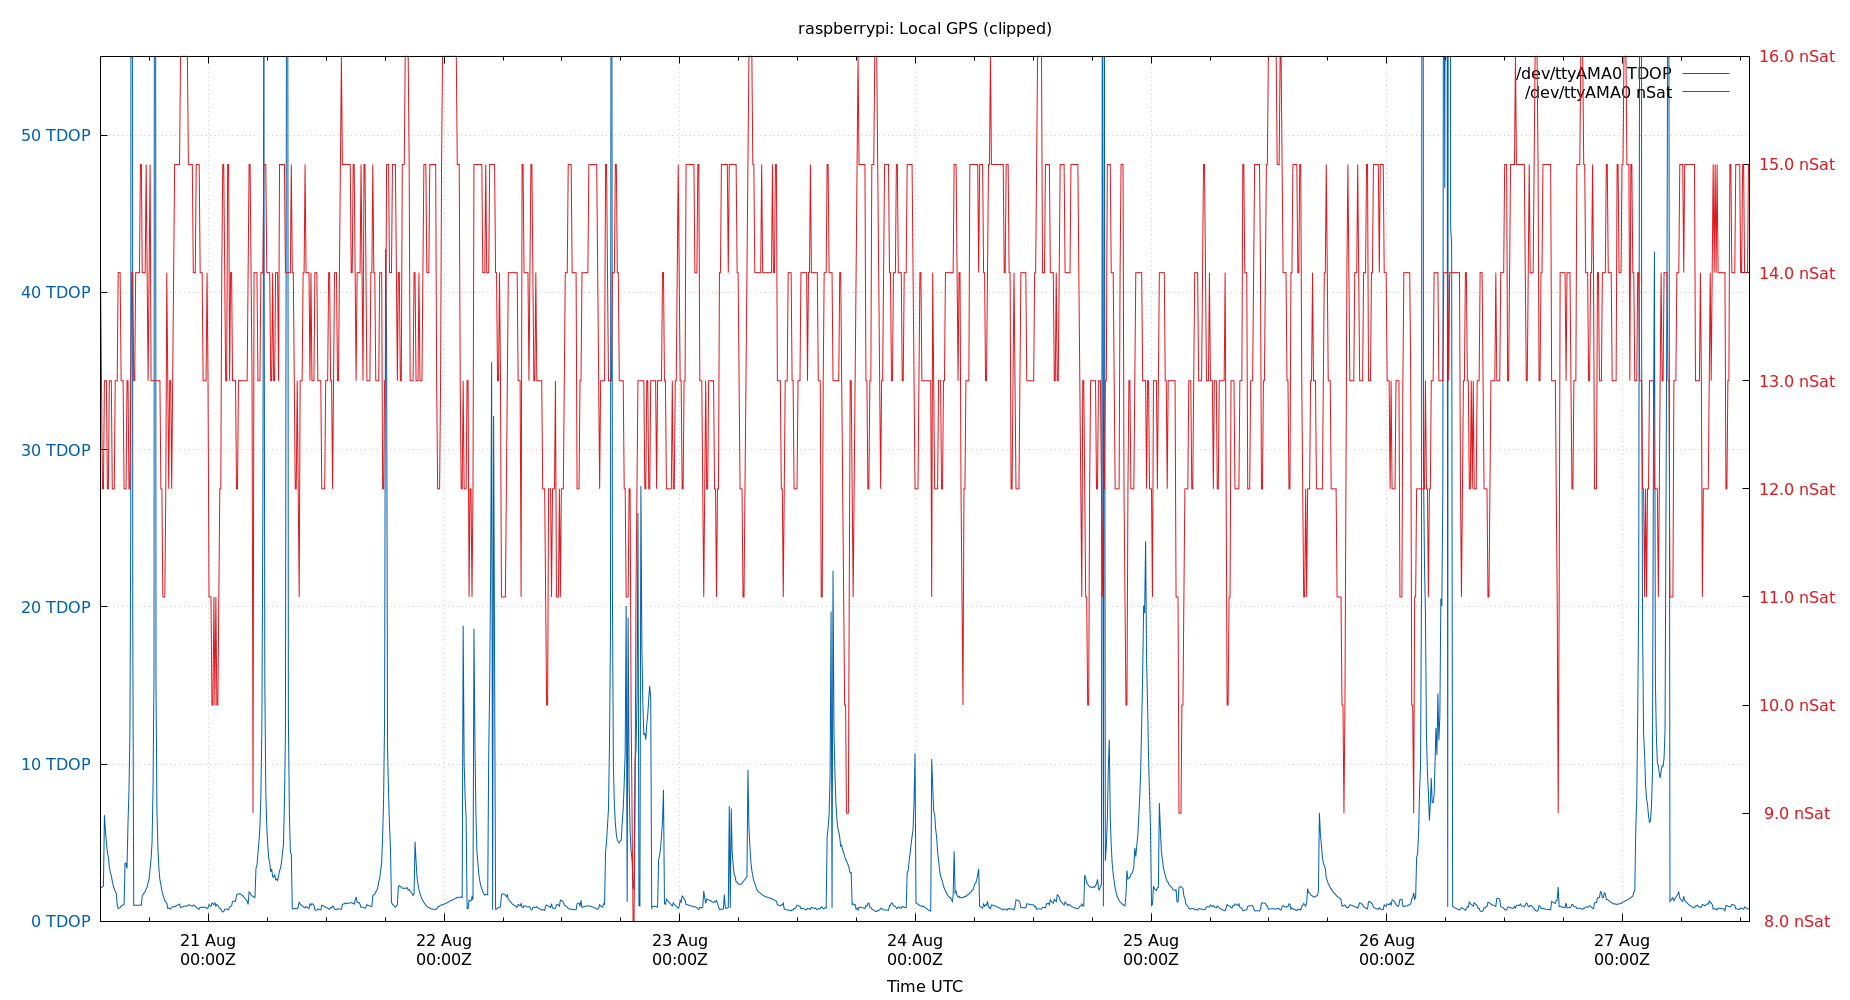 raspberrypi: Local GPS (clipped)
/dev/ttyAMA0 TDOP
/dev/ttyAMA0 nSat
50 TDOP
40 TDOP
30 TDOP
20 TDOP
10 TDOP
0 TDOP
16.0 nSat
15.0 nSat
14.0 nSat
13.0 nSat
12.0 nSat
11.0 nSat
10.0 nSat
9.0 nSat
8.0 nSat
21 Aug
00:00Z
22 Aug
00:00Z
23 Aug
00:00Z
24 Aug
00:00Z
25 Aug
00:00Z
26 Aug
00:00Z
27 Aug
00:00Z
Time UTC